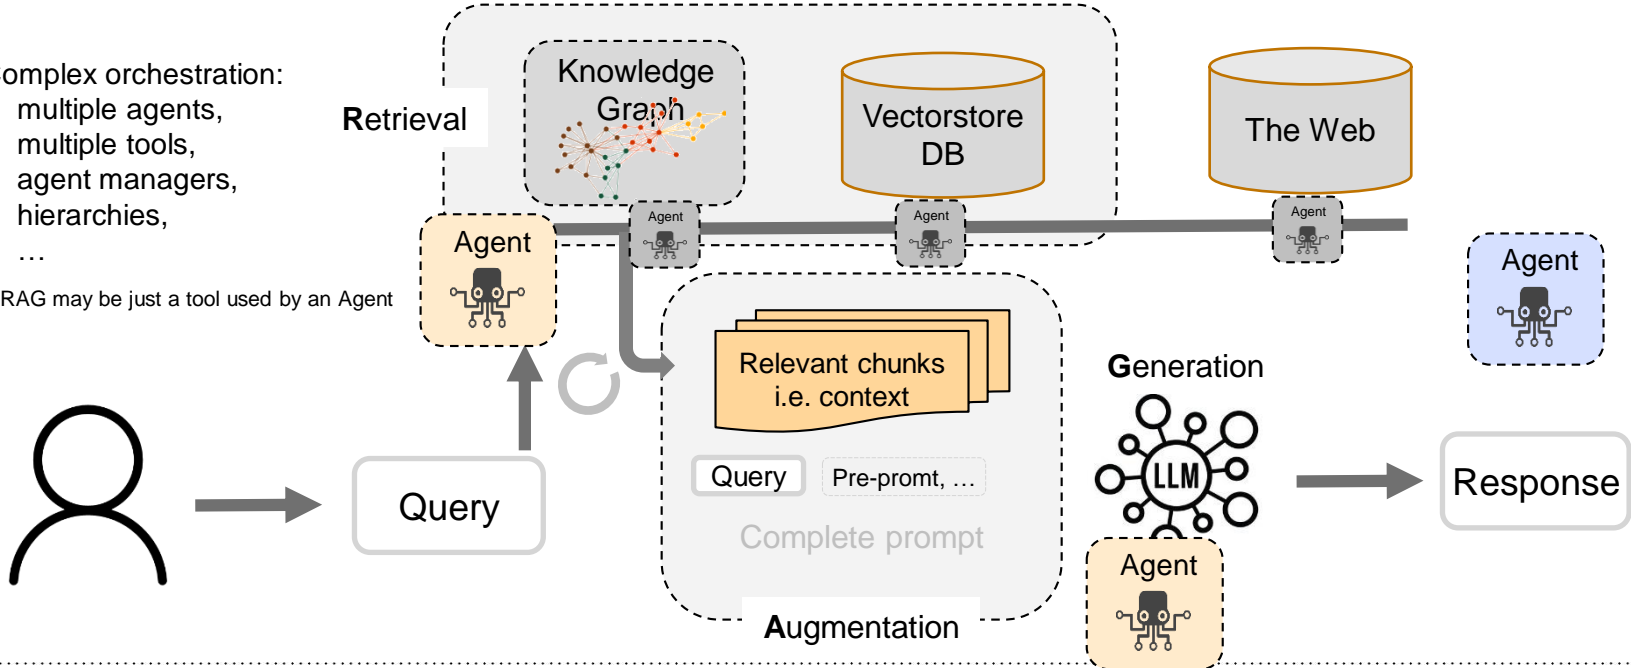 omplex orchestration:
multiple agents,
multiple tools,
agent managers,
hierarchies,
…
RAG may be just a tool used by an Agent
Retrieval
Knowledge
Graph
Vectorstore
DB
The Web
Agent
Agent
Agent
Agent
Agent
Relevant chunks
i.e. context
Query
Pre-promt, …
Complete prompt
Augmentation
Generation
LLM
Agent
Query
Response